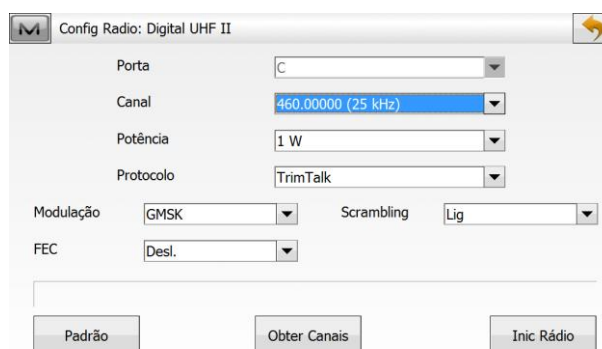 M Config Radio: Digital UHF II
Porta C
Canal 460.00000 (25 kHz)
Potência 1 W
Protocolo TrimTalk
Modulação GMSK Scrambling Lig
FEC Desl.
Padrão Obter Canais Inic Rádio